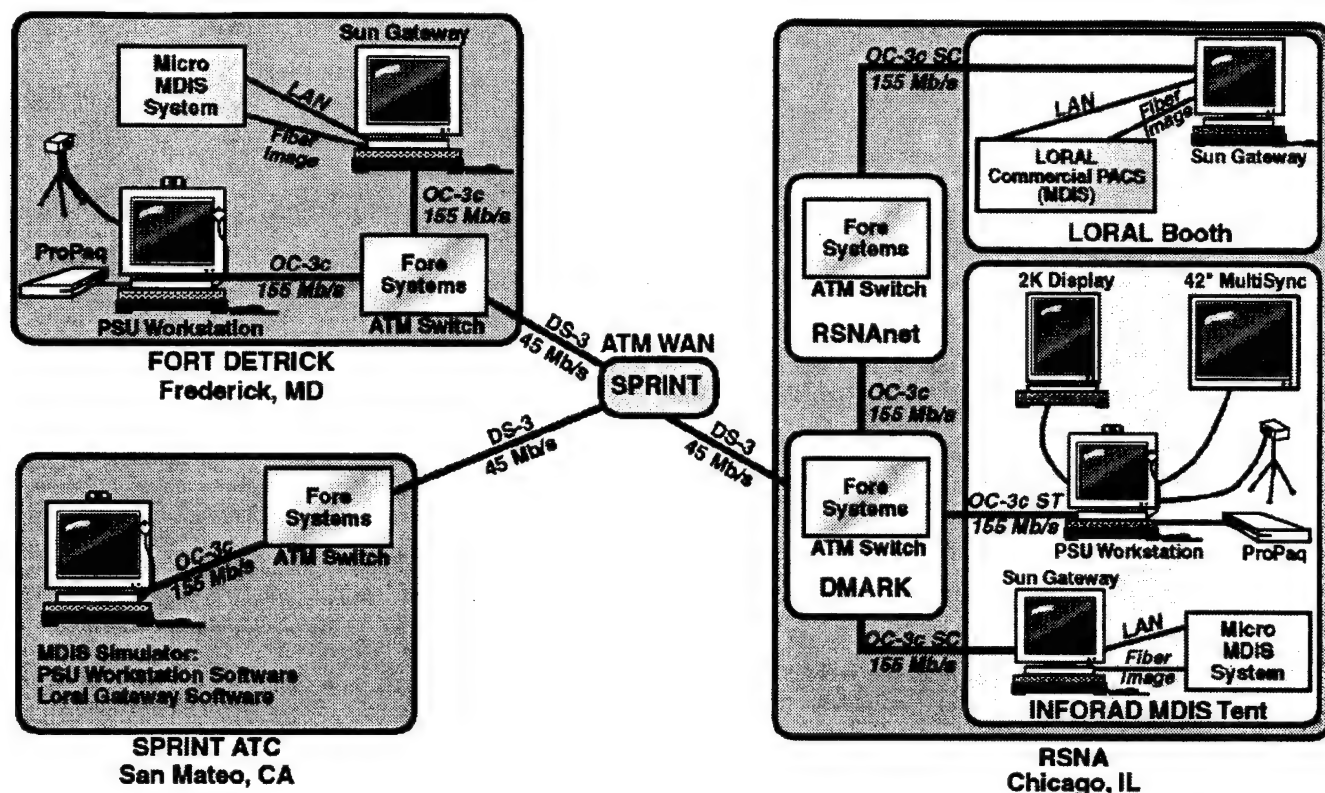 Sun Gateway
Micro
MDIS
System
LAN
Fiber
Image
OC-3c
155 Mb/s
ProPaq
OC-3c
155 Mb/s
Fore
Systems
PSU Workstation
ATM Switch
FORT DETRICK
Frederick, MD
DS-3
45 Mb/s
ATM WAN
SPRINT
DS-3
45 Mb/s
DS-3
45 Mb/s
Fore
Systems
ATM Switch
OC-3c
155 Mb/s
MDIS Simulator:
PSU Workstation Software
Loral Gateway Software
SPRINT ATC
San Mateo, CA
OC-3c SC
155 Mb/s
LAN
Fiber
Image
Sun Gateway
LORAL
Commercial PACS
(MDIS)
LORAL Booth
Fore
Systems
ATM Switch
RSNAnet
OC-3c
155 Mb/s
2K Display
42" MultiSync
Fore
Systems
ATM Switch
DMARK
OC-3c ST
155 Mb/s
PSU Workstation
ProPaq
Sun Gateway
OC-3c SC
155 Mb/s
LAN
Fiber
Image
Micro
MDIS
System
INFORAD MDIS Tent
RSNA
Chicago, IL